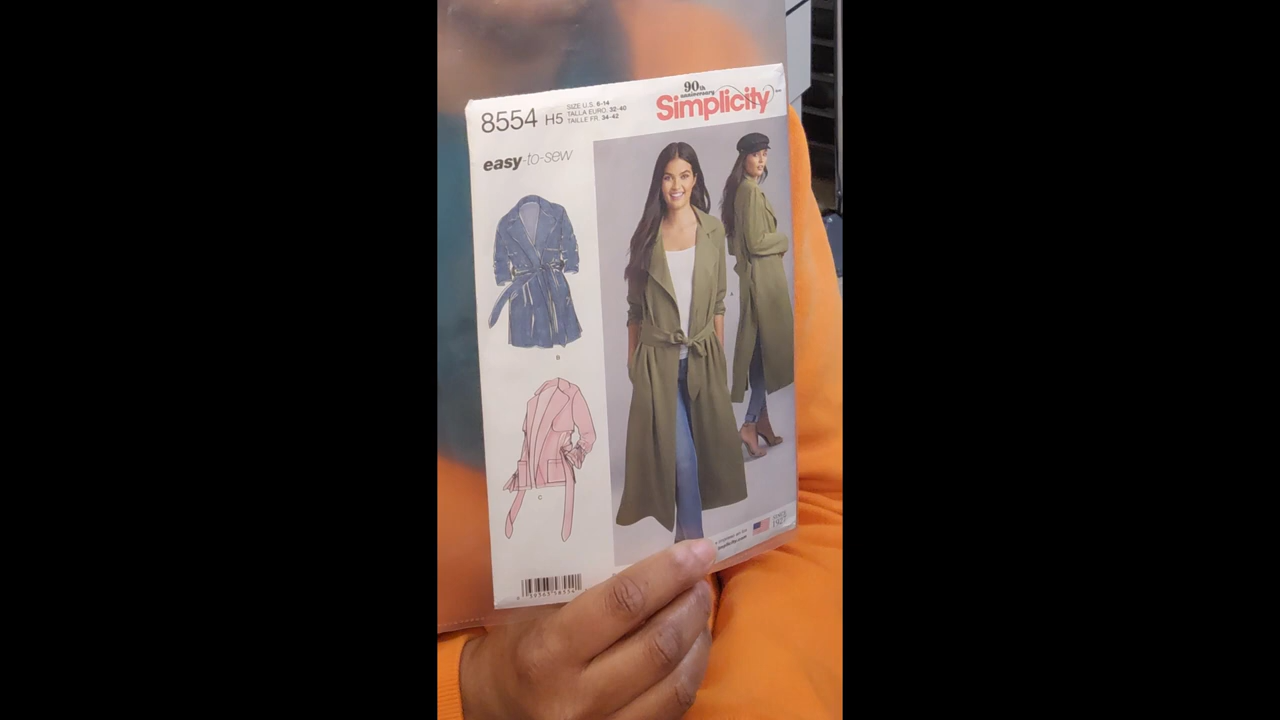 8554 H5
SIZE U.S. 6-14
TALLA EURO. 32-40
TAILLE FR. 34-42
90th
anniversary
Simplicity
easy-to-sew
A
B
C